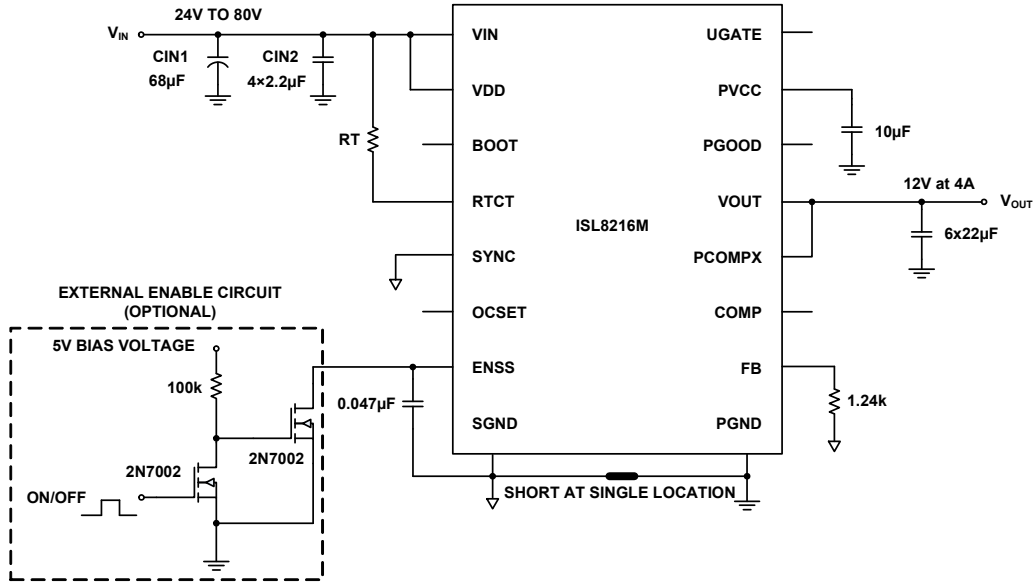 24V TO 80V
VIN
CIN1
68µF
CIN2
4×2.2µF
RT
VIN
VDD
BOOT
RTCT
SYNC
OCSET
ENSS
SGND
ISL8216M
UGATE
PVCC
PGOOD
VOUT
PCOMPX
COMP
FB
PGND
10µF
12V at 4A
VOUT
6x22µF
1.24k
EXTERNAL ENABLE CIRCUIT
(OPTIONAL)
5V BIAS VOLTAGE
100k
2N7002
2N7002
ON/OFF
0.047µF
SHORT AT SINGLE LOCATION